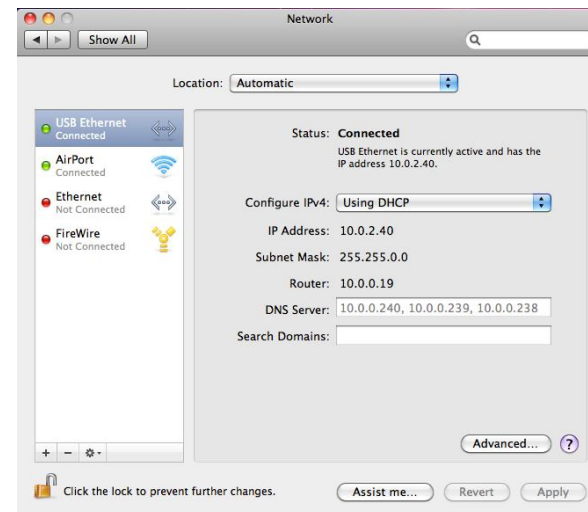 Network
Show All
Location: Automatic
USB Ethernet
Connected
AirPort
Connected
Ethernet
Not Connected
FireWire
Not Connected
Status: Connected
USB Ethernet is currently active and has the
IP address 10.0.2.40.
Configure IPv4: Using DHCP
IP Address: 10.0.2.40
Subnet Mask: 255.255.0.0
Router: 10.0.0.19
DNS Server: 10.0.0.240, 10.0.0.239, 10.0.0.238
Search Domains:
Advanced... ?
Click the lock to prevent further changes.
Assist me... Revert Apply